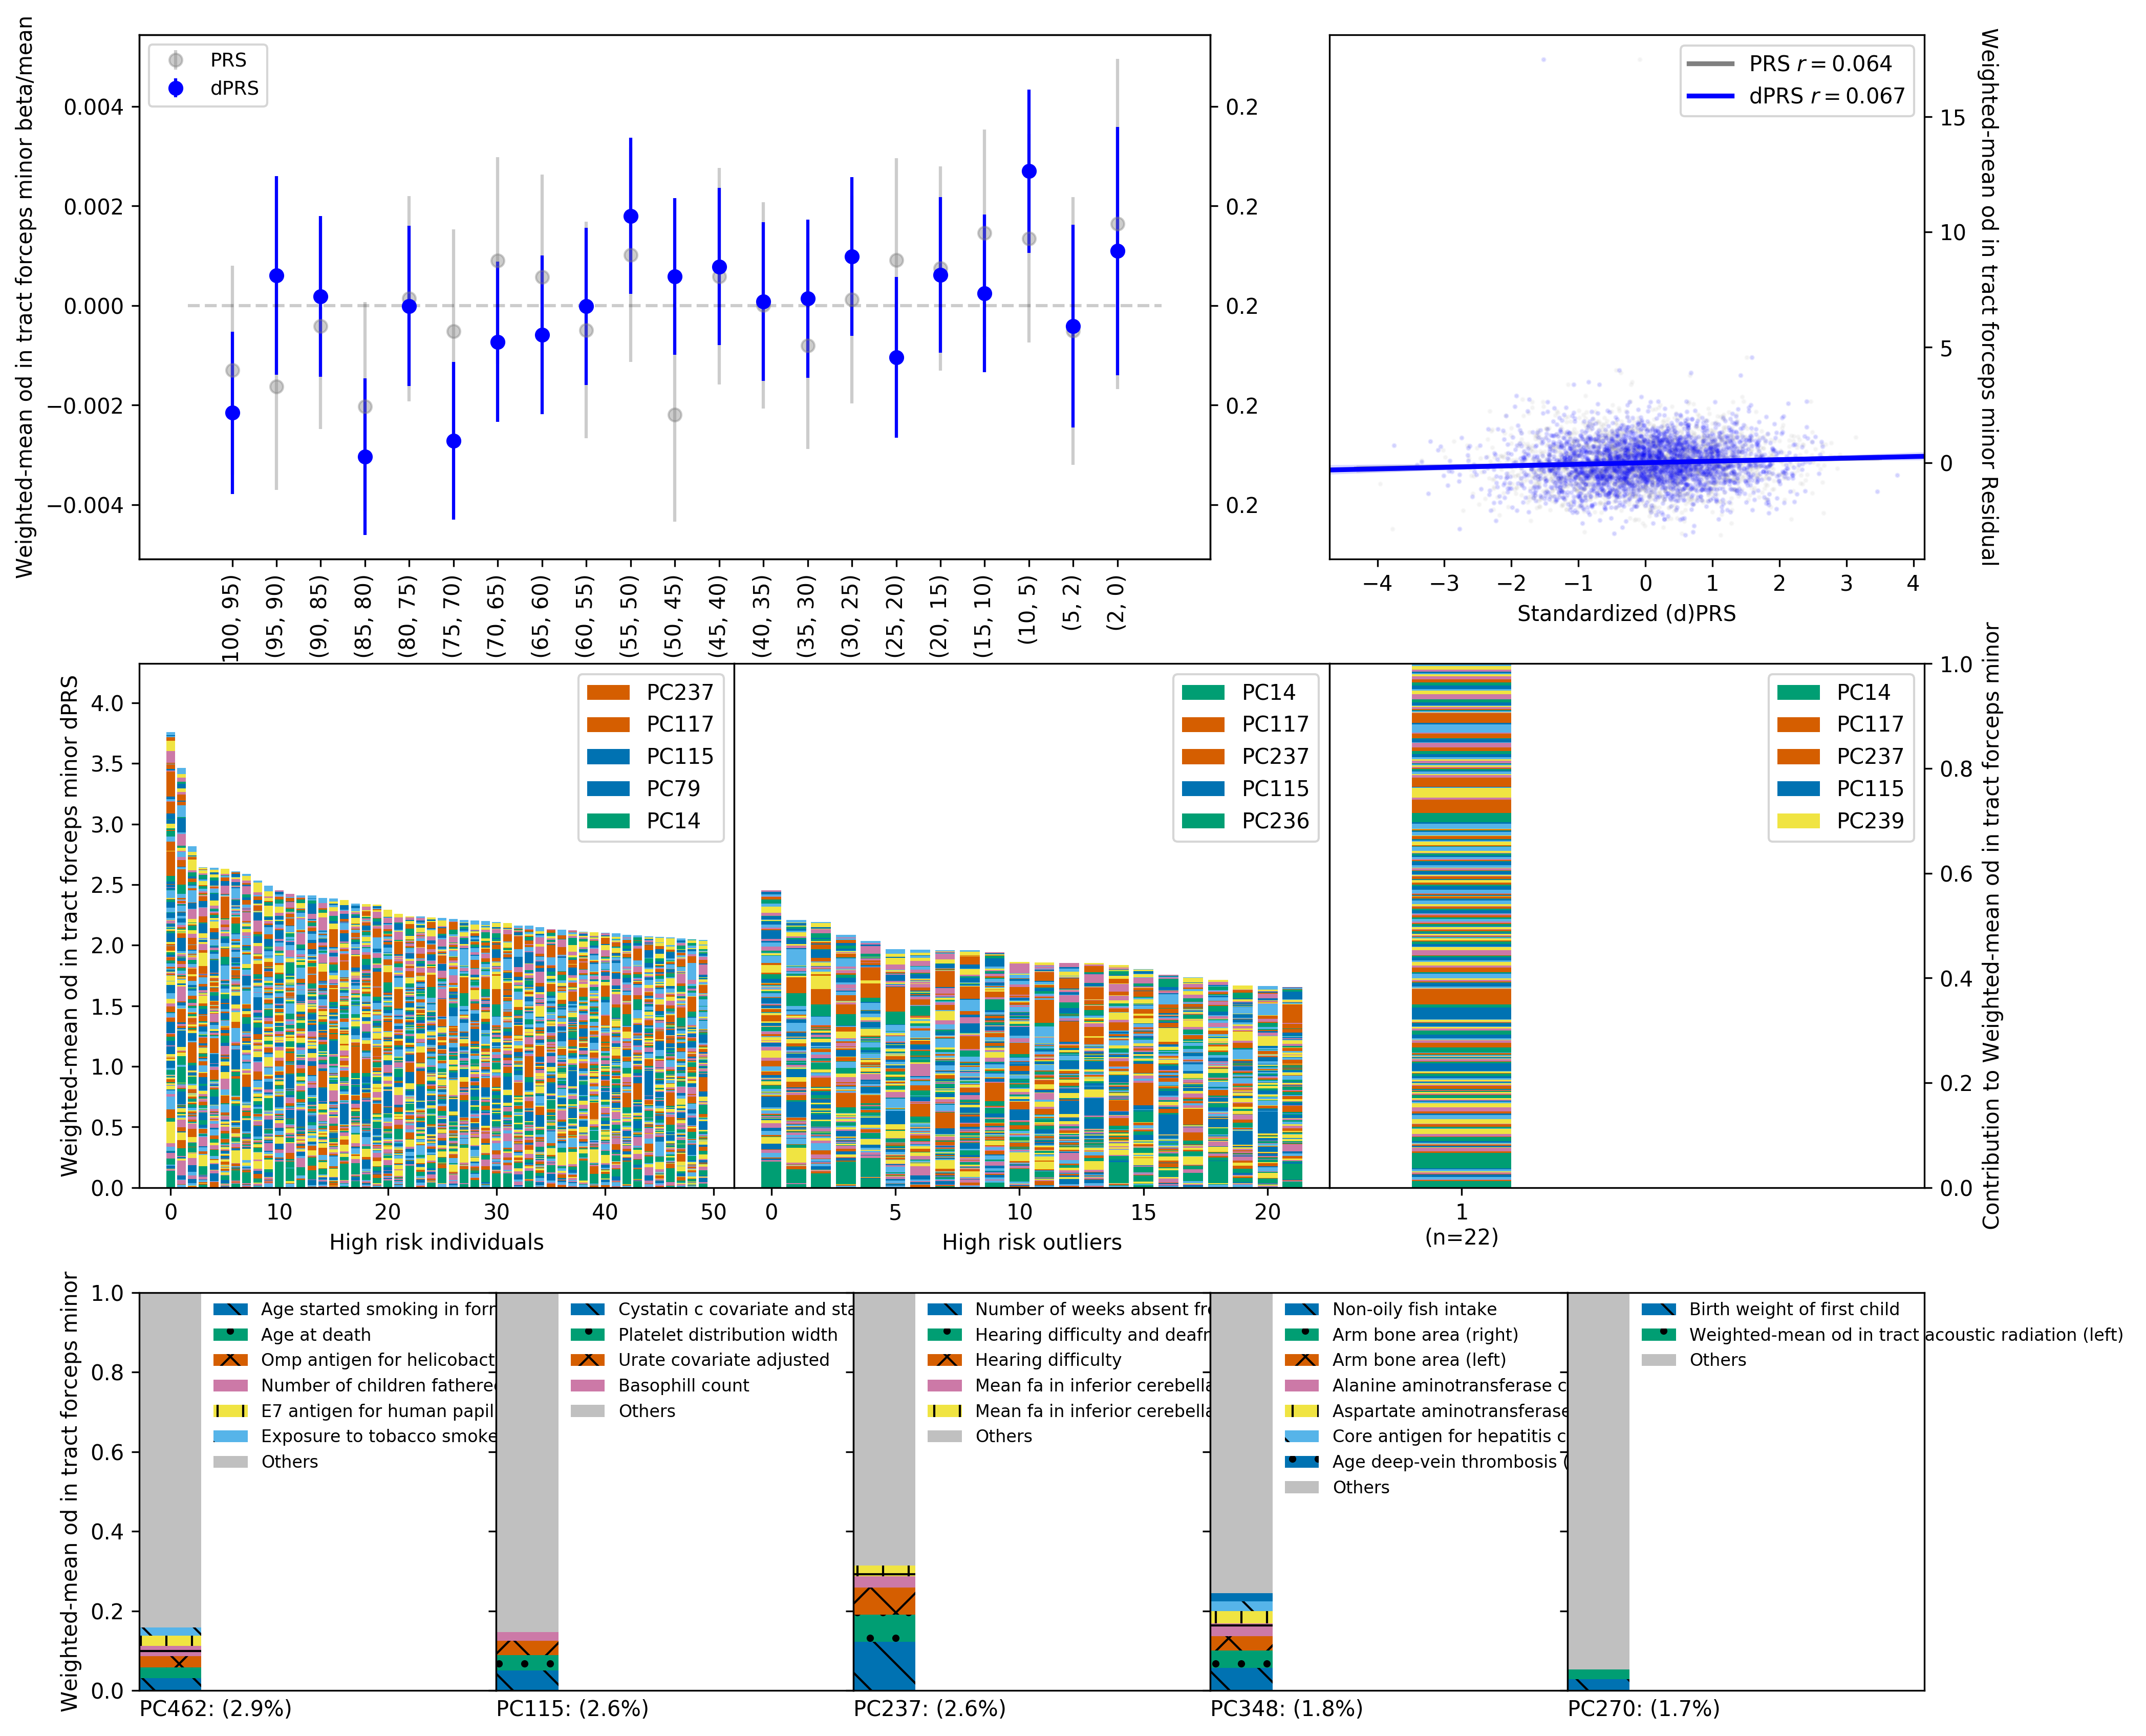 Weighted-mean od in tract forceps minor beta/mean
0.004
0.002
0.000
−0.002
−0.004
PRS
dPRS
0.2
0.2
0.2
0.2
0.2
100, 95)
(95, 90)
(90, 85)
(85, 80)
(80, 75)
(75, 70)
(70, 65)
(65, 60)
(60, 55)
(55, 50)
(50, 45)
(45, 40)
(40, 35)
(35, 30)
(30, 25)
(25, 20)
(20, 15)
(15, 10)
(10, 5)
(5, 2)
(2, 0)
PRS r = 0.064
dPRS r = 0.067
15
10
5
0
Weighted-mean od in tract forceps minor Residual
−4 −3 −2 −1 0 1 2 3 4
Standardized (d)PRS
Weighted-mean od in tract forceps minor dPRS
4.0
3.5
3.0
2.5
2.0
1.5
1.0
0.5
0.0
PC237
PC117
PC115
PC79
PC14
0 10 20 30 40 50
High risk individuals
PC14
PC117
PC237
PC115
PC236
0 5 10 15 20
High risk outliers
PC14
PC117
PC237
PC115
PC239
1
(n=22)
1.0
0.8
0.6
0.4
0.2
0.0
Contribution to Weighted-mean od in tract forceps minor
Weighted-mean od in tract forceps minor
1.0
0.8
0.6
0.4
0.2
0.0
Age started smoking in forr
Age at death
Omp antigen for helicobact
Number of children fathere
E7 antigen for human papil
Exposure to tobacco smoke
Others
PC462: (2.9%)
Cystatin c covariate and sta
Platelet distribution width
Urate covariate adjusted
Basophill count
Others
PC115: (2.6%)
Number of weeks absent fr
Hearing difficulty and deafn
Hearing difficulty
Mean fa in inferior cerebella
Mean fa in inferior cerebella
Others
PC237: (2.6%)
Non-oily fish intake
Arm bone area (right)
Arm bone area (left)
Alanine aminotransferase c
Aspartate aminotransferase
Core antigen for hepatitis c
Age deep-vein thrombosis (
Others
PC348: (1.8%)
Birth weight of first child
Weighted-mean od in tract acoustic radiation (left)
Others
PC270: (1.7%)